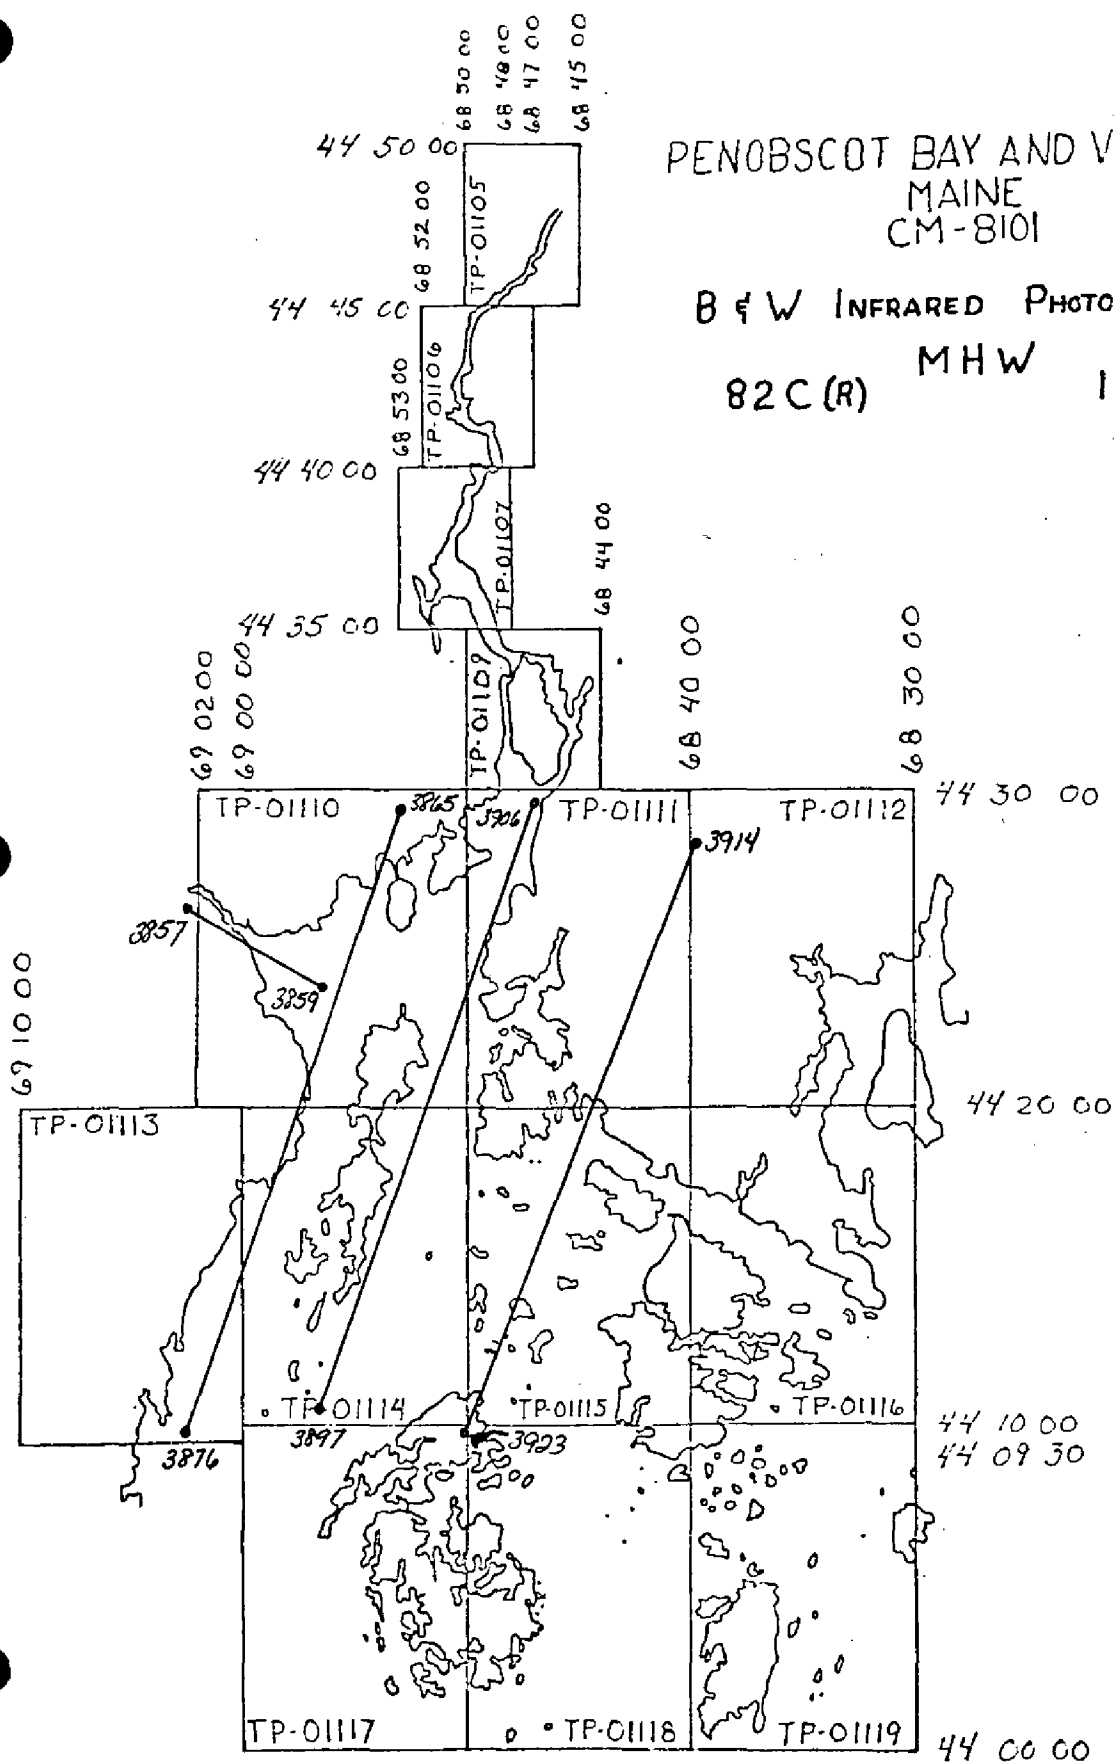 68 50 00
68 48 00
68 47 00
68 45 00
44 50 00
PENOBSCOT BAY AND V
MAINE
CM-8101
68 52 00
TP-01105
44 45 00
B & W INFRARED PHOTO
MHW
82 C (R)
1
68 53 00
TP-01106
44 40 00
TP-01107
68 44 00
44 35 00
69 02 00
69 00 00
TP-01109
68 40 00
68 30 00
TP-01110
3865
3906
TP-01111
TP-01112
44 30 00
3914
3857
3859
69 10 00
TP-01113
44 20 00
TP-01114
TP-01115
TP-01116
44 10 00
3897
3923
3876
44 09 30
TP-01117
TP-01118
TP-01119
44 00 00